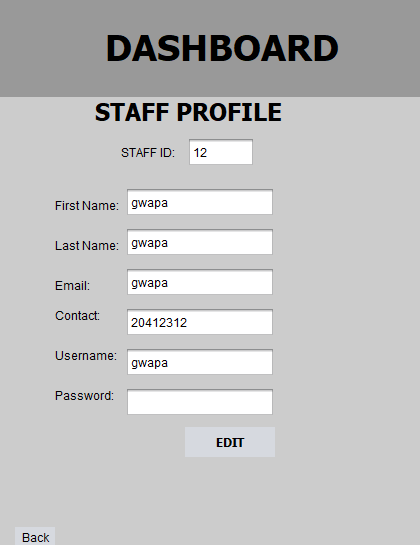 DASHBOARD
STAFF PROFILE
STAFF ID: 12
First Name: gwapa
Last Name: gwapa
Email: gwapa
Contact: 20412312
Username: gwapa
Password:
EDIT
Back